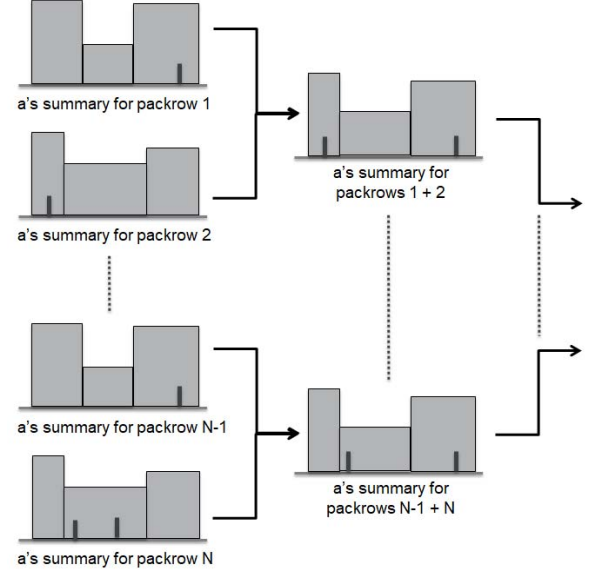 a's summary for packrow 1
a's summary for packrow 2
a's summary for
packrows 1 + 2
a's summary for packrow N-1
a's summary for packrow N
a's summary for
packrows N-1 + N